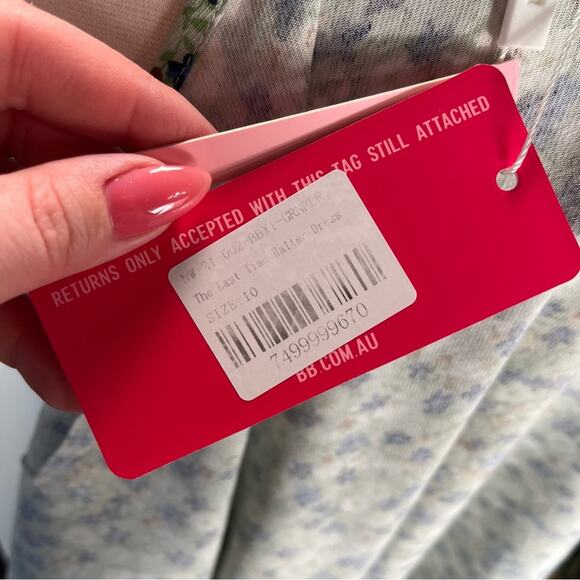 RETURNS ONLY ACCEPTED WITH THIS TAG STILL ATTACHED
The Last Time Halter Dress
SIZE:10
7499999670
BB.COM.AU